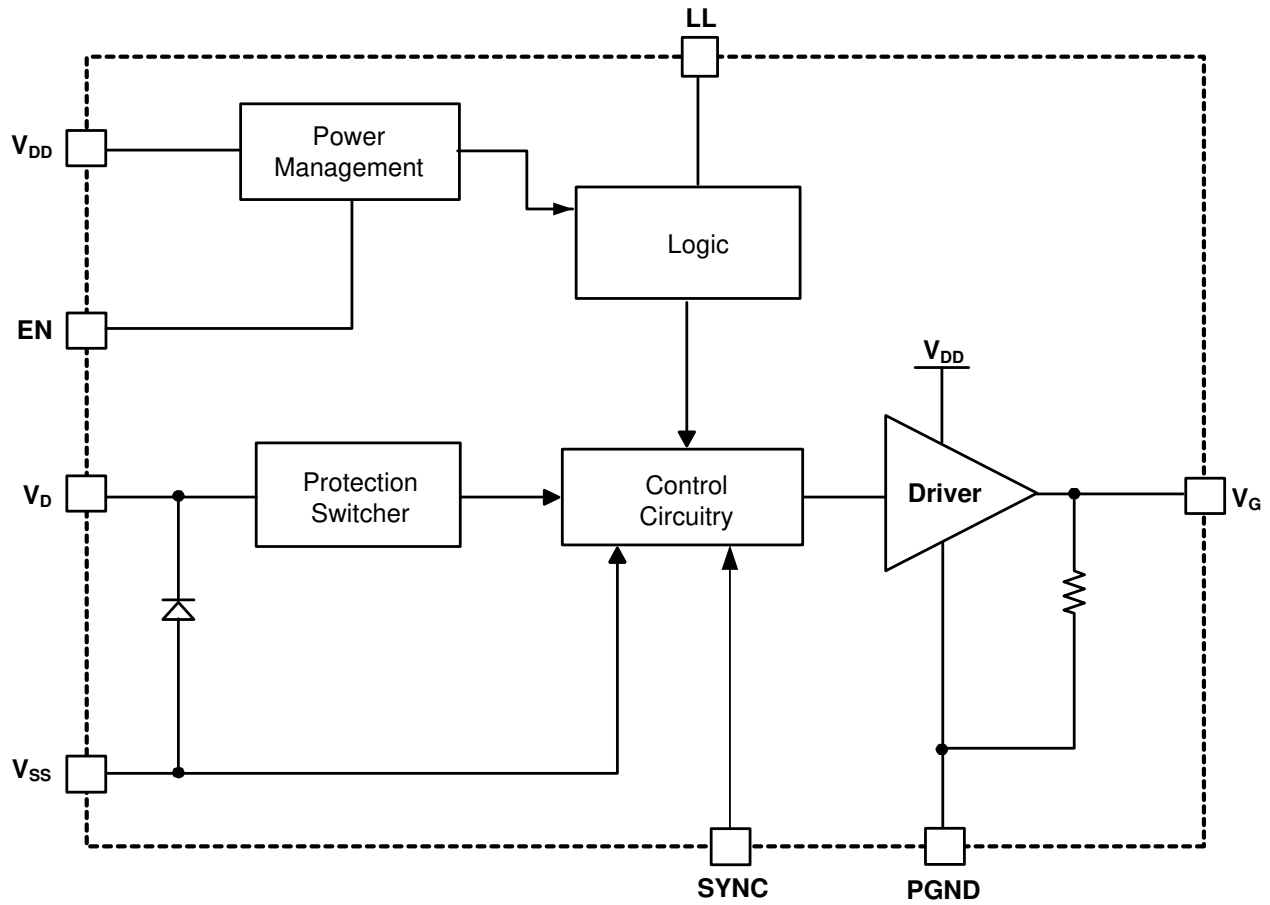 LL
VDD
Power
Management
Logic
EN
VDD
VD
Protection
Switcher
Control
Circuitry
Driver
VG
VSS
SYNC
PGND